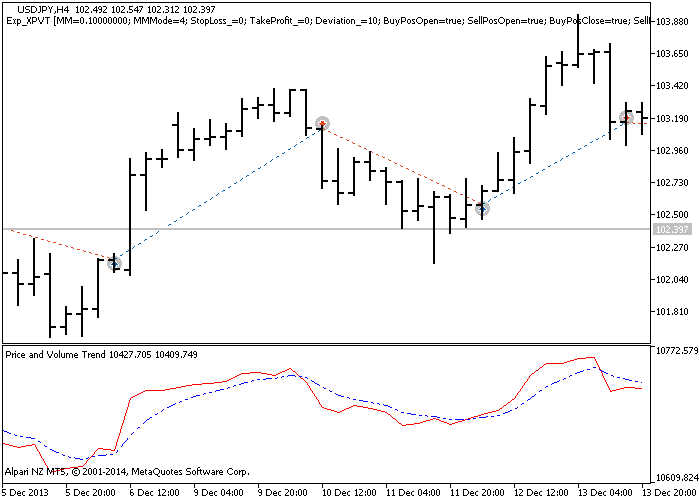 USDJPY,H4 102.492 102.547 102.312 102.397
Exp_XPVT [MM=0.10000000; MMMode=4; StopLoss_=0; TakeProfit_=0; Deviation_=10; BuyPosOpen=true; SellPosOpen=true; BuyPosClose=true; Sell
103.880
103.650
103.420
103.190
102.960
102.730
102.500
102.397
102.270
102.040
101.810
Price and Volume Trend 10427.705 10409.749
10772.579
10609.824
Alpari NZ MT5, © 2001-2014, MetaQuotes Software Corp.
5 Dec 2013 5 Dec 20:00 6 Dec 12:00 9 Dec 04:00 9 Dec 20:00 10 Dec 12:00 11 Dec 04:00 11 Dec 20:00 12 Dec 12:00 13 Dec 04:00 13 Dec 20:00